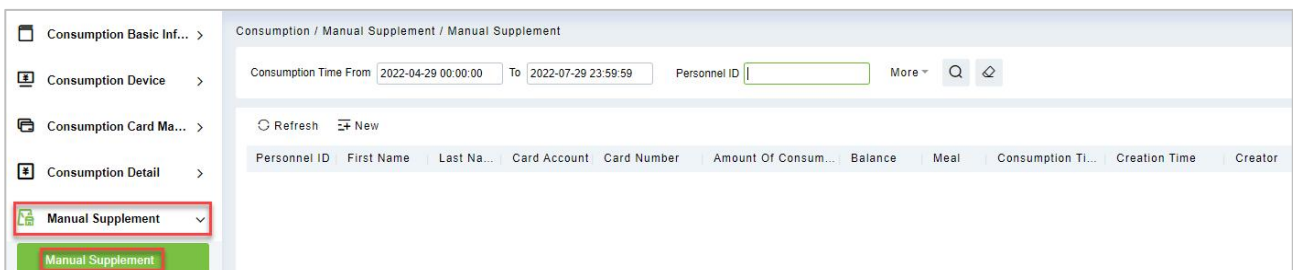 Consumption Basic Inf...
Consumption Device
Consumption Card Ma...
Consumption Detail
Manual Supplement
Manual Supplement
Consumption / Manual Supplement / Manual Supplement
Consumption Time From 2022-04-29 00:00:00 To 2022-07-29 23:59:59 Personnel ID More
Refresh New
Personnel ID First Name Last Na... Card Account Card Number Amount Of Consum... Balance Meal Consumption Ti... Creation Time Creator